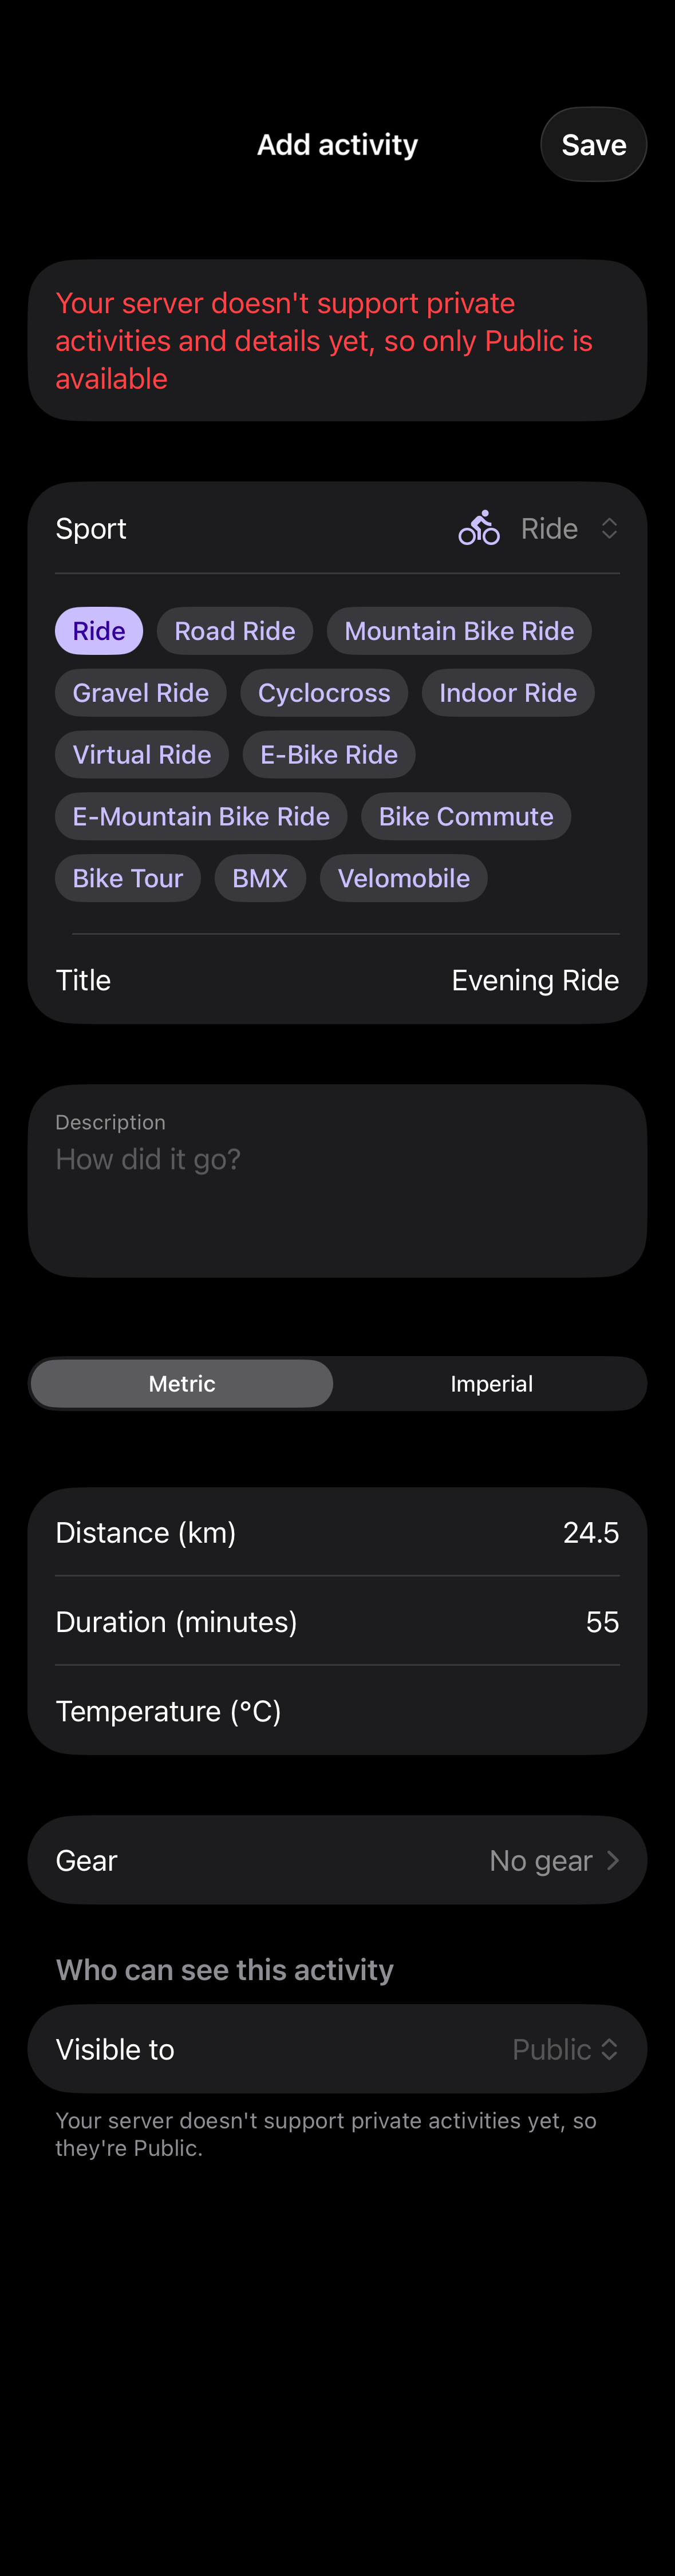 Add activity
Save
Your server doesn't support private
activities and details yet, so only Public is
available
Sport Ride
Ride Road Ride Mountain Bike Ride
Gravel Ride Cyclocross Indoor Ride
Virtual Ride E-Bike Ride
E-Mountain Bike Ride Bike Commute
Bike Tour BMX Velomobile
Title Evening Ride
Description
How did it go?
Metric Imperial
Distance (km) 24.5
Duration (minutes) 55
Temperature (°C)
Gear No gear
Who can see this activity
Visible to Public
Your server doesn't support private activities yet, so
they're Public.